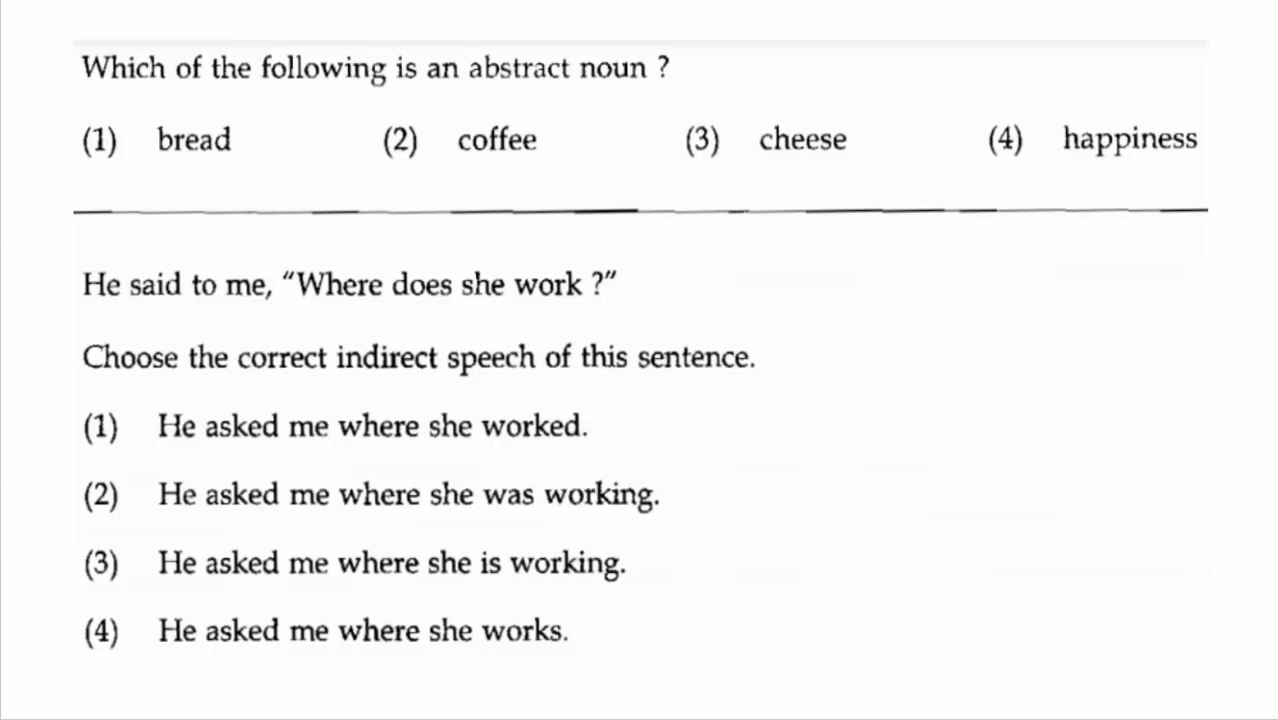 Which of the following is an abstract noun ?
(1) bread (2) coffee (3) cheese (4) happiness
He said to me, “Where does she work ?”
Choose the correct indirect speech of this sentence.
(1) He asked me where she worked.
(2) He asked me where she was working.
(3) He asked me where she is working.
(4) He asked me where she works.